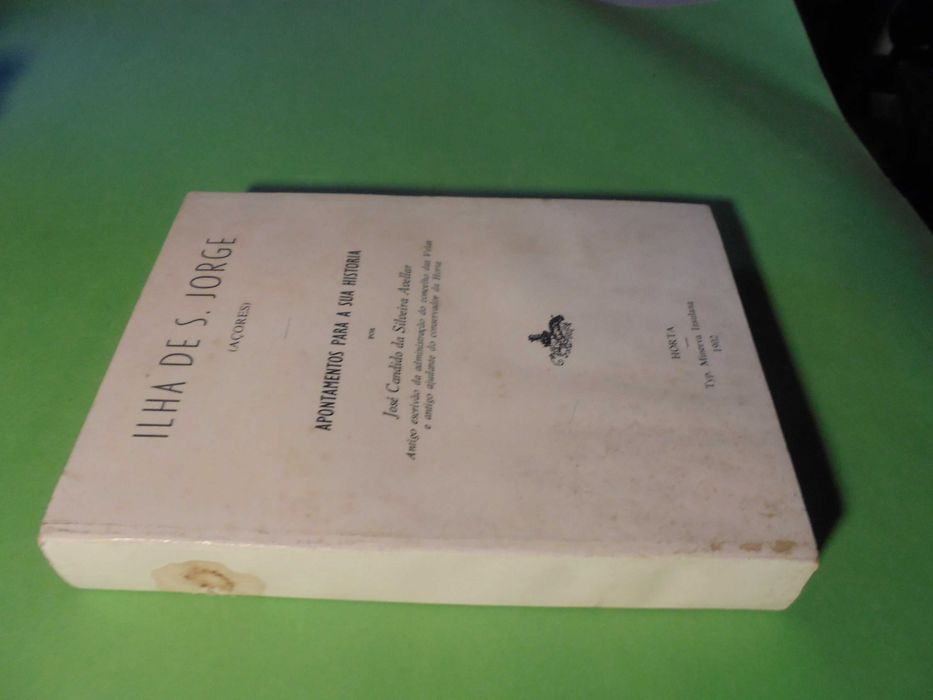 ILHA DE S. JORGE
(AÇORES)
APONTAMENTOS PARA A SUA HISTORIA
POR
José Candido da Silveira Avellar
Antigo escrivão da administração do concelho das Velas
e antigo ajudante do conservador da Horta
HORTA
Typ. Minerva Insulana
1902